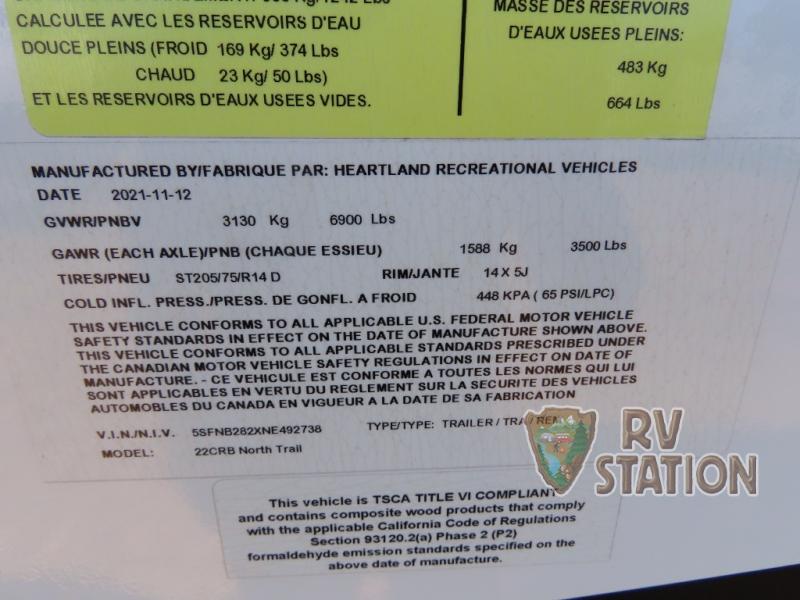 CALCULEE AVEC LES RESERVOIRS D'EAU
DOUCE PLEINS (FROID 169 Kg/ 374 Lbs
CHAUD 23 Kg/ 50 Lbs)
ET LES RESERVOIRS D'EAUX USEES VIDES.
MASSE DES RESERVOIRS
D'EAUX USEES PLEINS:
483 Kg
664 Lbs
MANUFACTURED BY/FABRIQUE PAR: HEARTLAND RECREATIONAL VEHICLES
DATE 2021-11-12
GVWR/PNBV 3130 Kg 6900 Lbs
GAWR (EACH AXLE)/PNB (CHAQUE ESSIEU) 1588 Kg 3500 Lbs
TIRES/PNEU ST205/75/R14 D RIM/JANTE 14 X 5J
COLD INFL. PRESS./PRESS. DE GONFL. A FROID 448 KPA ( 65 PSI/LPC)
THIS VEHICLE CONFORMS TO ALL APPLICABLE U.S. FEDERAL MOTOR VEHICLE
SAFETY STANDARDS IN EFFECT ON THE DATE OF MANUFACTURE SHOWN ABOVE.
THIS VEHICLE CONFORMS TO ALL APPLICABLE STANDARDS PRESCRIBED UNDER
THE CANADIAN MOTOR VEHICLE SAFETY REGULATIONS IN EFFECT ON DATE OF
MANUFACTURE. - CE VEHICULE EST CONFORME A TOUTES LES NORMES QUI LUI
SONT APPLICABLES EN VERTU DU REGLEMENT SUR LA SECURITE DES VEHICLES
AUTOMOBILES DU CANADA EN VIGUEUR A LA DATE DE SA FABRICATION
V.I.N./N.I.V. 5SFNB282XNE492738 TYPE/TYPE: TRAILER / TRA / REM
MODEL: 22CRB North Trail
RV
STATION
This vehicle is TSCA TITLE VI COMPLIANT
and contains composite wood products that comply
with the applicable California Code of Regulations
Section 93120.2(a) Phase 2 (P2)
formaldehyde emission standards specified on the
above date of manufacture.